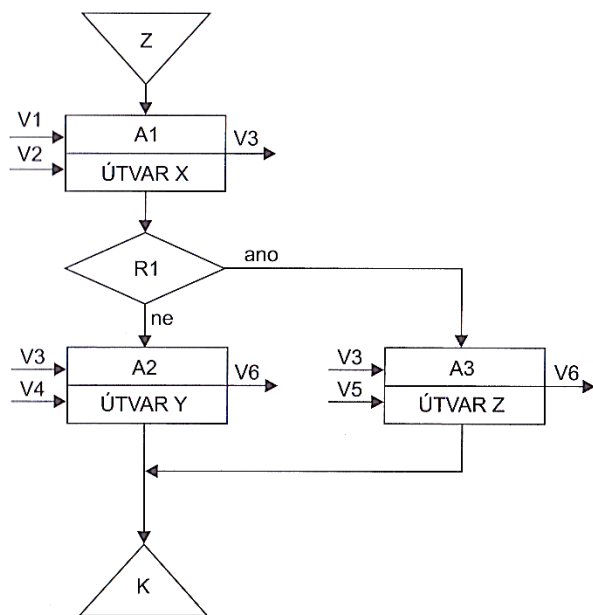 Z
V1
A1
V3
V2
ÚTVAR X
R1
ano
ne
V3
A2
V6
V4
ÚTVAR Y
V3
A3
V6
V5
ÚTVAR Z
K